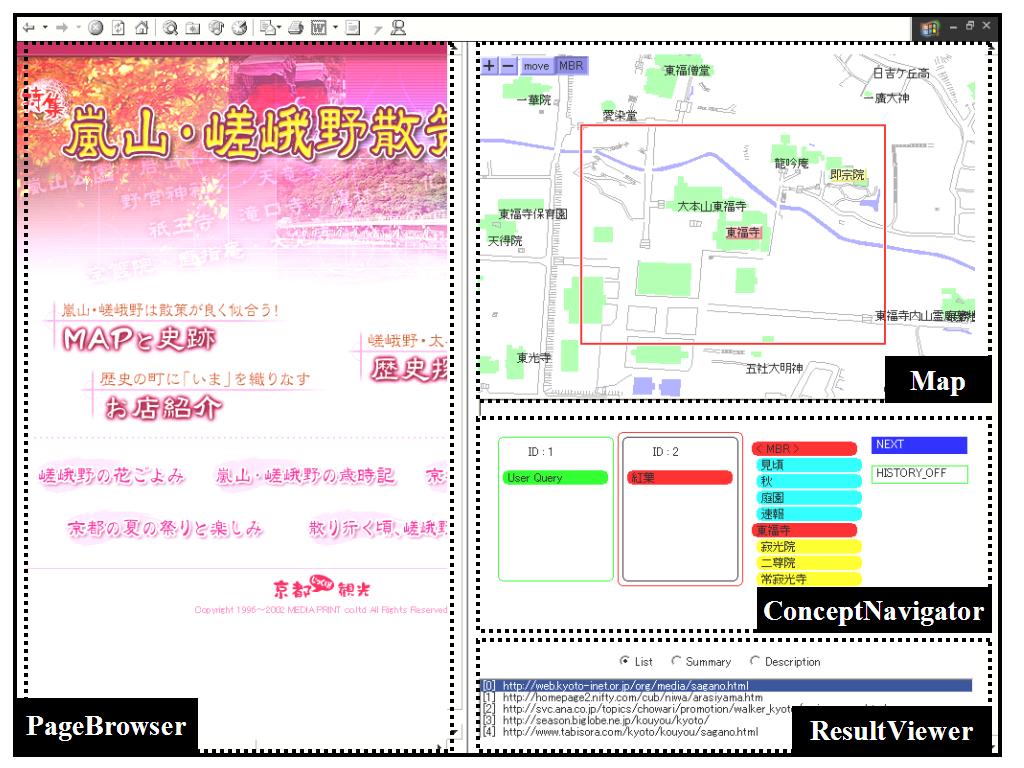 特集
嵐山・嵯峨野散策
野宮神社
滝口寺
祇王寺
嵐山・嵯峨野は散策が良く似合う!
MAPと史跡
嵯峨野・太
歴史探
歴史の町に「いま」を織りなす
お店紹介
嵯峨野の花ごよみ
嵐山・嵯峨野の歳時記
京
京都の夏の祭りと楽しみ
散り行く頃、嵯峨野
京都
観光
Copyright 1996~2002 MEDIA PRINT co.ltd All Rights Reserved
PageBrowser
+ − move MBR
東福僧堂
日吉ケ丘高
一華院
一廣大神
愛染堂
龍吟庵
即宗院
大本山東福寺
東福寺保育園
東福寺
天得院
東福寺内山霊
東光寺
五社大明神
Map
ID : 1
User Query
ID : 2
紅葉
< MBR >
見頃
秋
庭園
速報
東福寺
寂光院
二尊院
常寂光寺
NEXT
HISTORY_OFF
ConceptNavigator
List Summary Description
[0] http://web.kyoto-inet.or.jp/org/media/sagano.html
[1] http://homepage2.nifty.com/cub/niwa/arasiyama.htm
[2] http://svc.ana.co.jp/topics/chowari/promotion/walker_kyoto
[3] http://season.biglobe.ne.jp/kouyou/kyoto/
[4] http://www.tabisora.com/kyoto/kouyou/sagano.html
ResultViewer